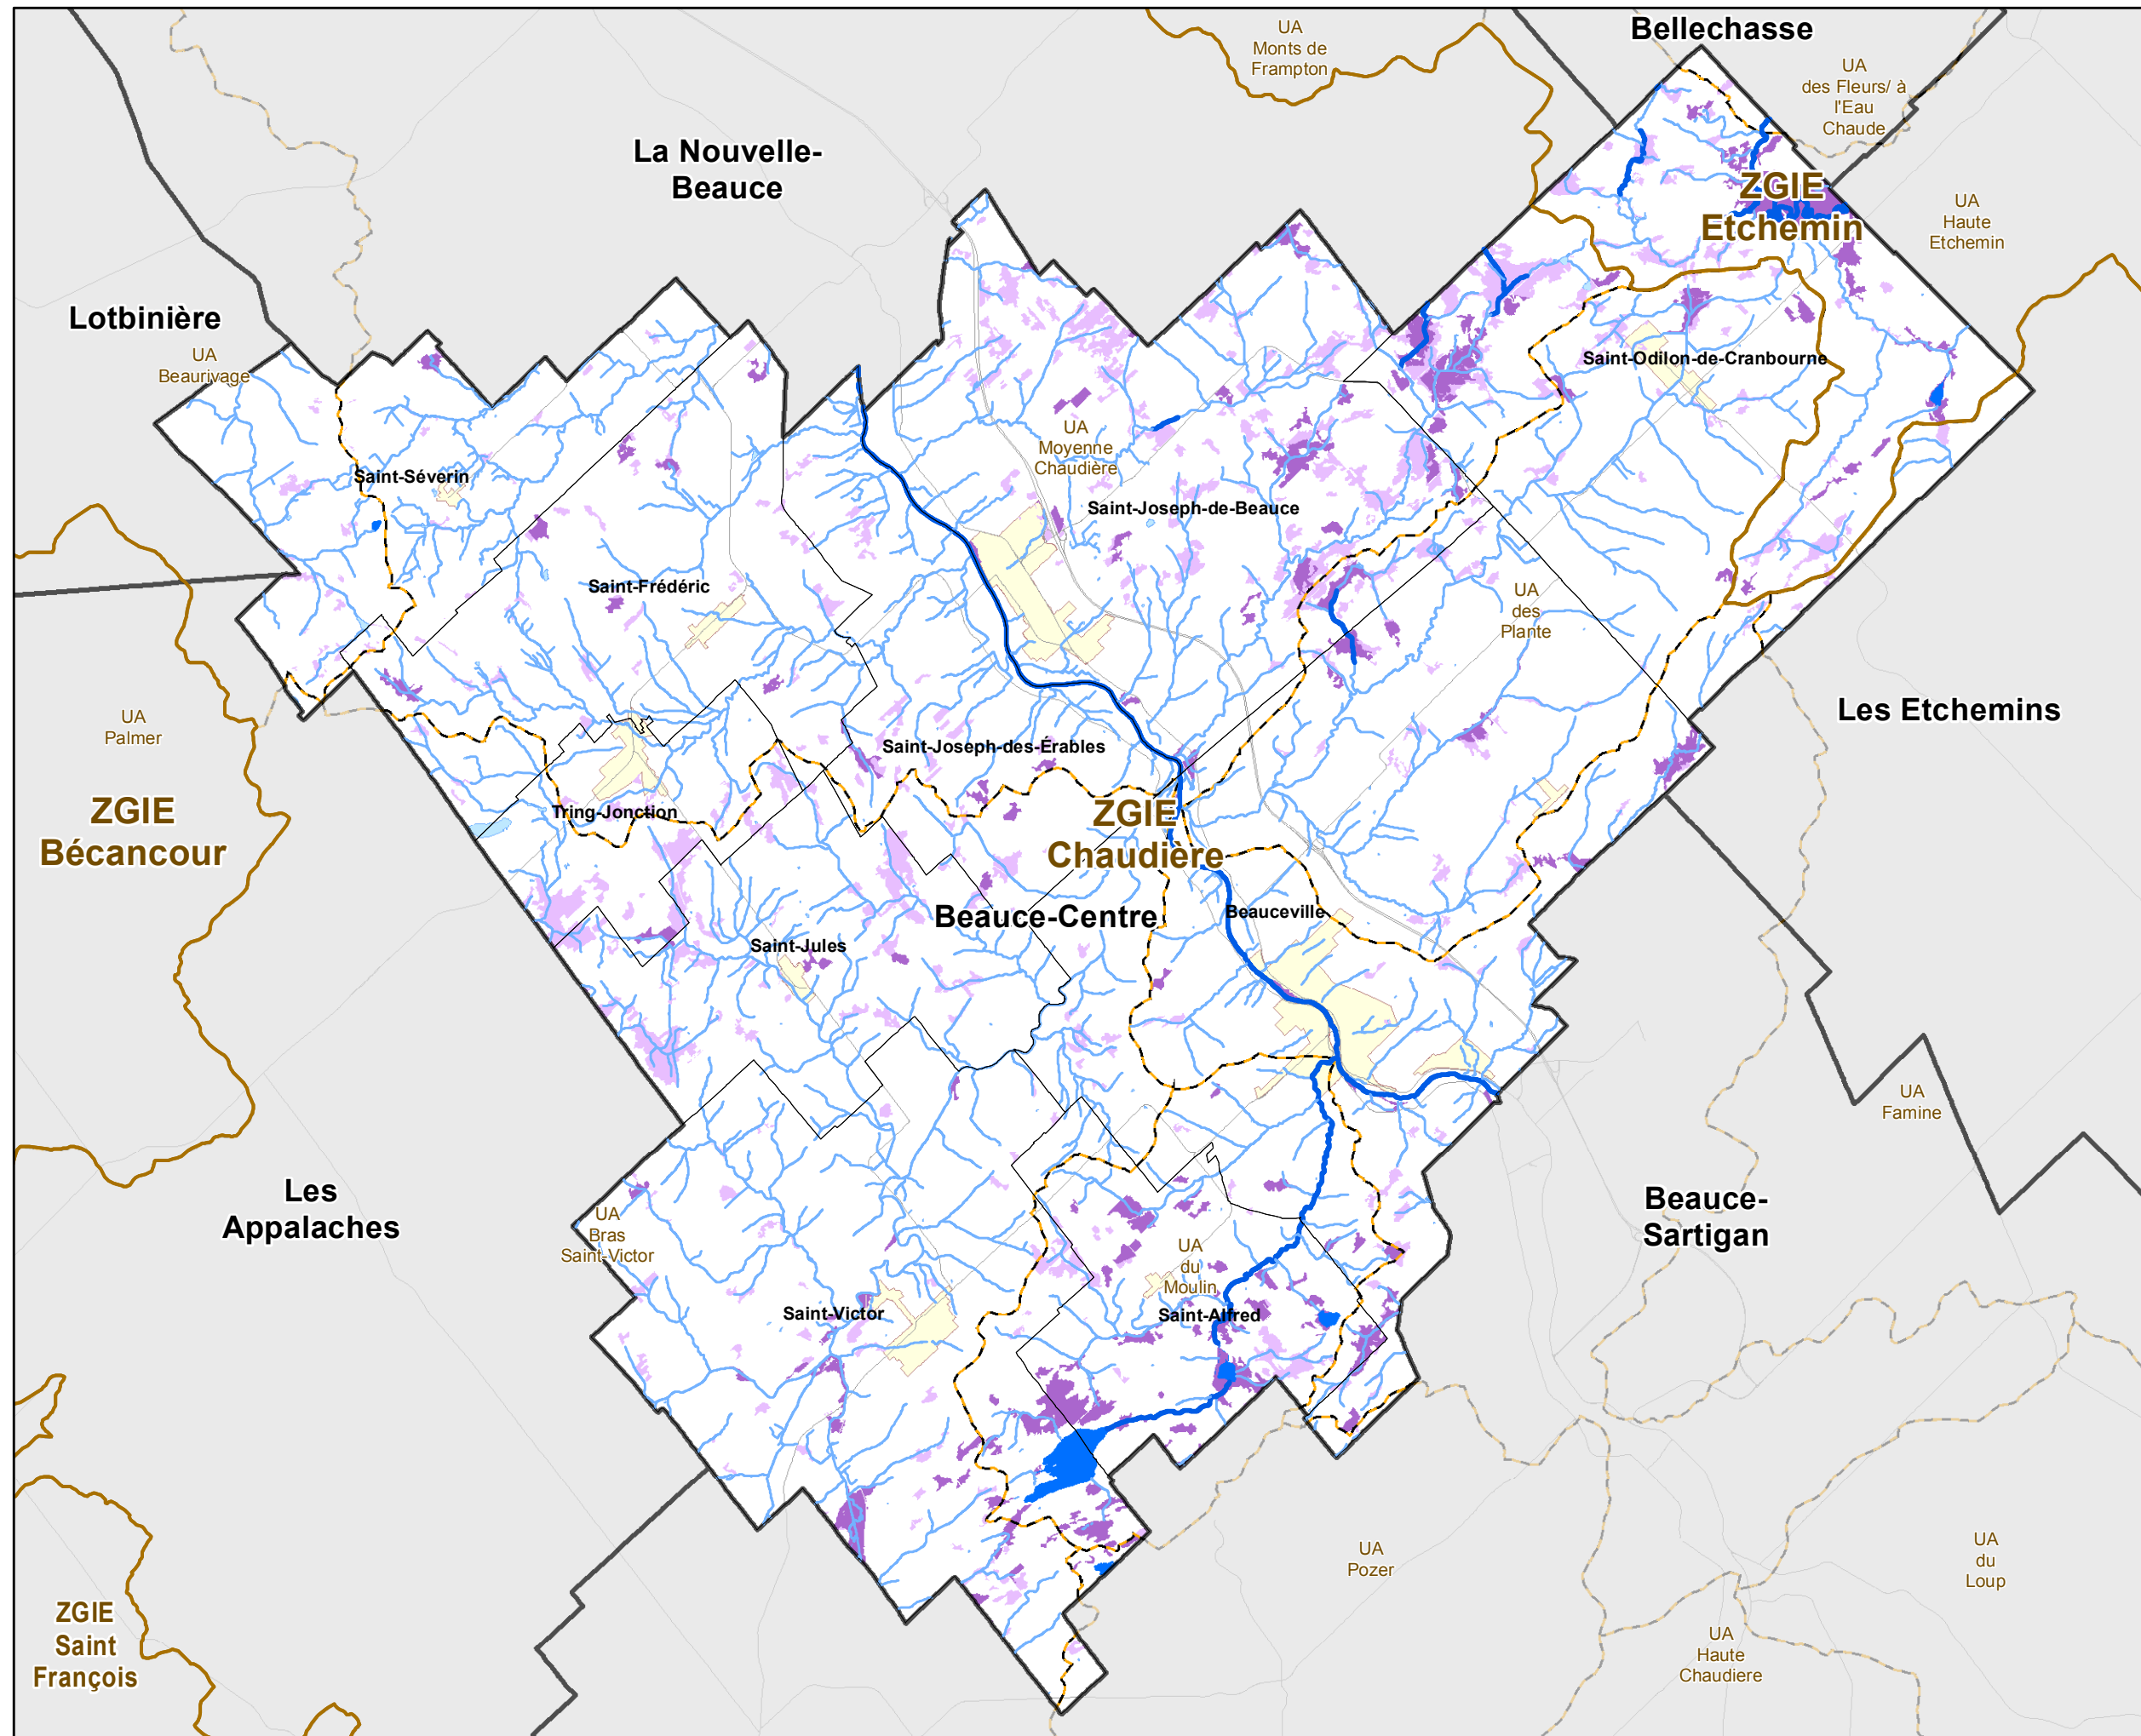 Bellechasse
UA
Monts de
Frampton
UA
des Fleurs/ à
l'Eau
Chaude
La Nouvelle-
Beauce
ZGIE
Etchemin
UA
Haute
Etchemin
Lotbinière
UA
Beaurivage
Saint-Odilon-de-Cranbourne
UA
Moyenne
Chaudière
Saint-Séverin
Saint-Joseph-de-Beauce
Saint-Frédéric
UA
des
Plante
UA
Palmer
Les Etchemins
Saint-Joseph-des-Érables
ZGIE
Bécancour
Tring-Jonction
ZGIE
Chaudière
Beauce-Centre
Beauceville
Saint-Jules
UA
Famine
Les
Appalaches
Beauce-
Sartigan
UA
Bras
Saint-Victor
UA
du
Moulin
Saint-Victor
Saint-Alfred
UA
Pozer
UA
du
Loup
ZGIE
Saint
François
UA
Haute
Chaudiere